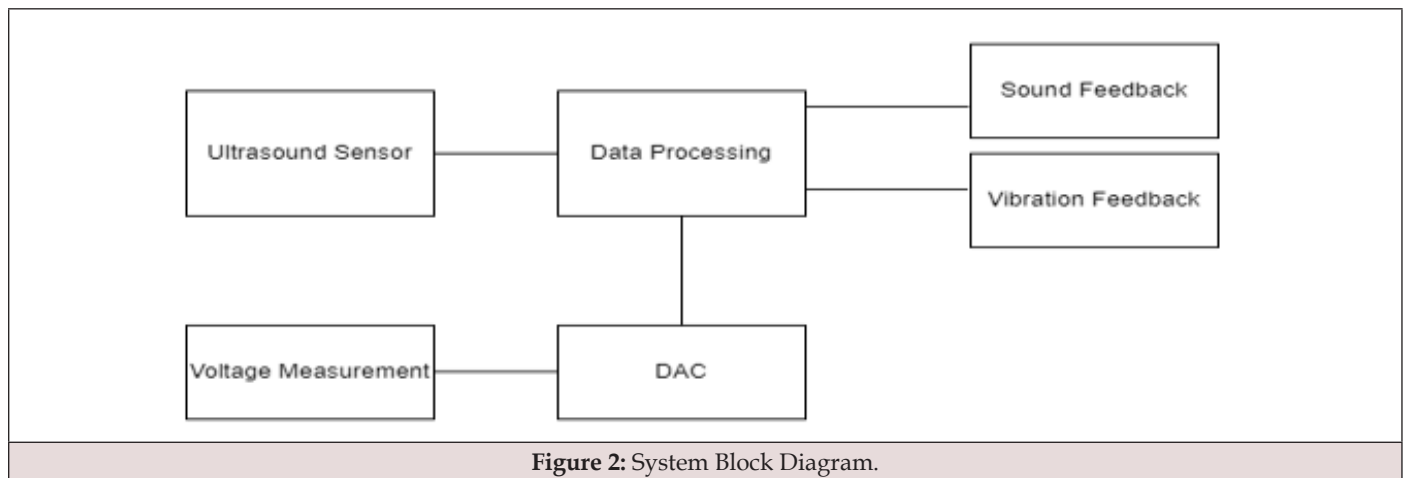 Sound Feedback
Ultrasound Sensor
Data Processing
Vibration Feedback
Voltage Measurement
DAC
Figure 2: System Block Diagram.